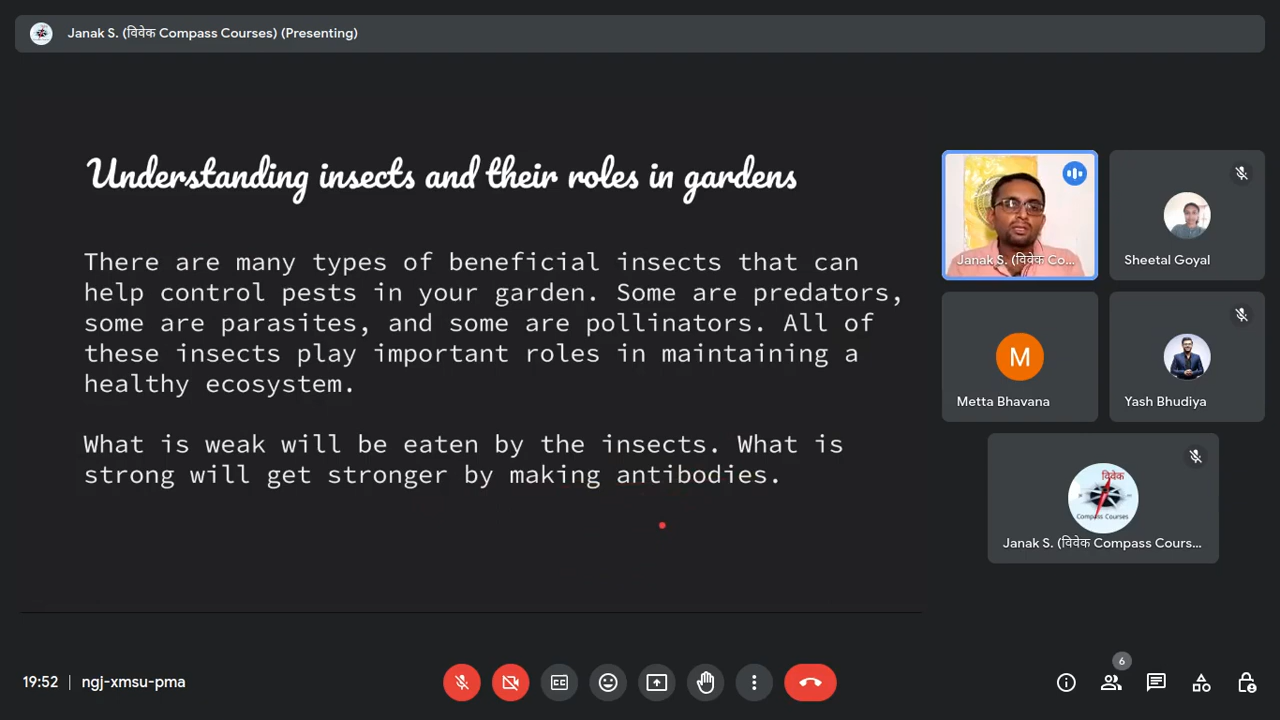 Janak S. (विवेक Compass Courses) (Presenting)
Understanding insects and their roles in gardens
There are many types of beneficial insects that can
help control pests in your garden. Some are predators,
some are parasites, and some are pollinators. All of
these insects play important roles in maintaining a
healthy ecosystem.
What is weak will be eaten by the insects. What is
strong will get stronger by making antibodies.
Janak S. (विवेक Co...
Sheetal Goyal
M
Metta Bhavana
Yash Bhudiya
विवेक
Compass Courses
Janak S. (विवेक Compass Cours...
19:52 | ngj-xmsu-pma
CC
6